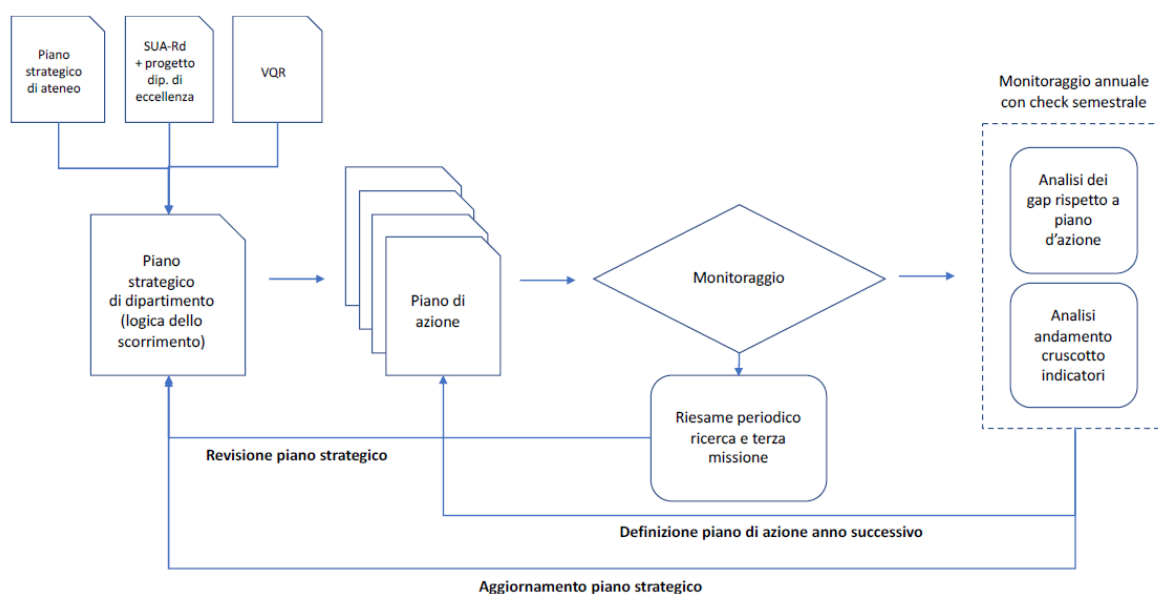 Piano
strategico
di ateneo
SUA-Rd
+ progetto
dip. di
eccellenza
VQR
Monitoraggio annuale
con check semestrale
Piano
strategico
di dipartimento
(logica dello
scorrimento)
Piano di
azione
Monitoraggio
Analisi dei
gap rispetto a
piano
d'azione
Analisi
andamento
cruscotto
indicatori
Riesame periodico
ricerca e terza
missione
Revisione piano strategico
Definizione piano di azione anno successivo
Aggiornamento piano strategico